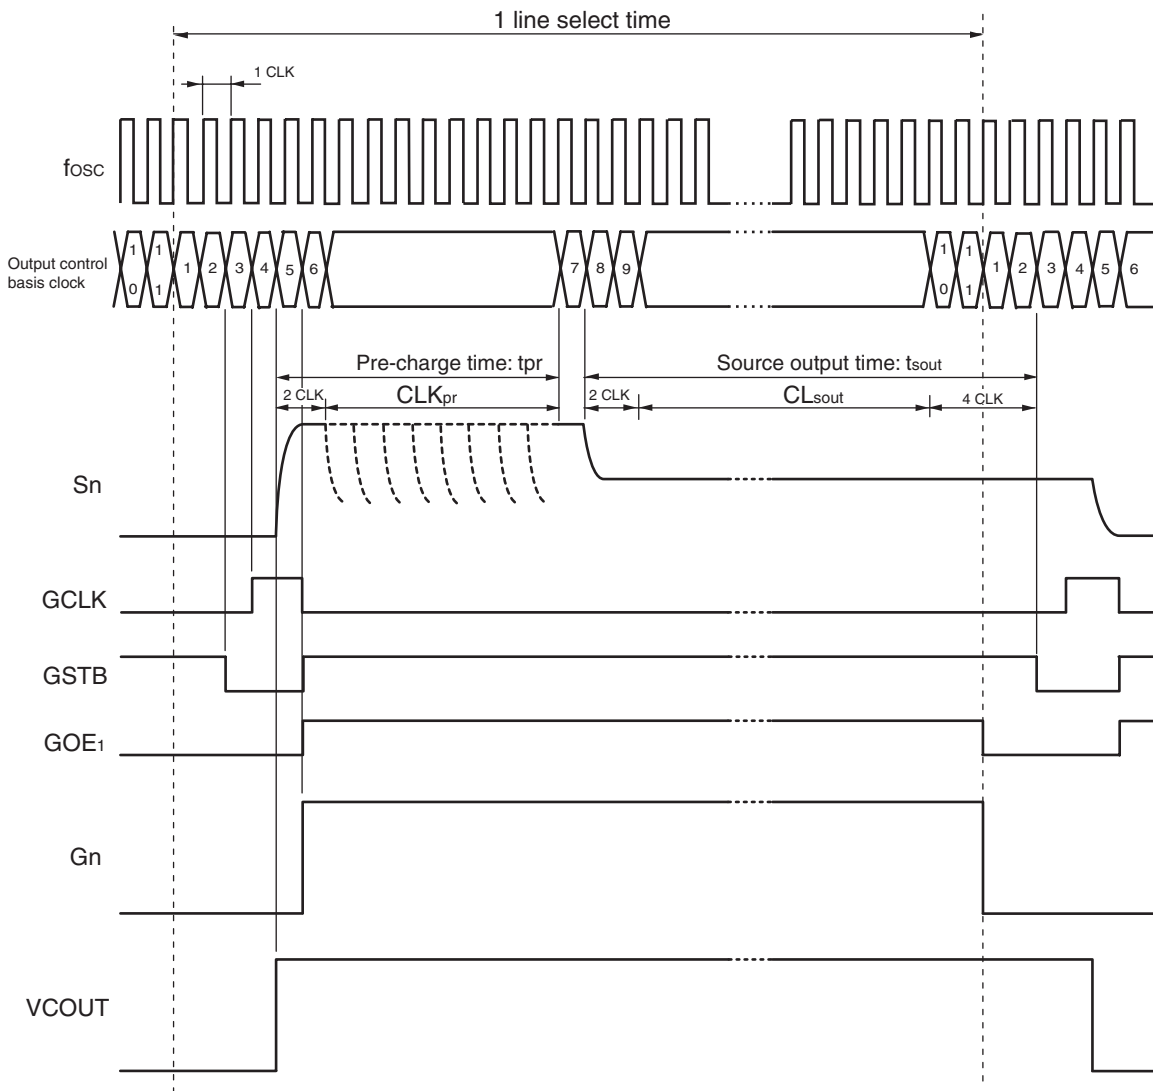 1 line select time
1 CLK
fOSC
Output control
basis clock
1 0
1 1
1 2 3 4 5 6
7 8 9
1 0
1 1
1 2 3 4 5 6
Pre-charge time: tpr
Source output time: tsout
2 CLK
CLKpr
2 CLK
CLsout
4 CLK
Sn
GCLK
GSTB
GOE1
Gn
VCOUT